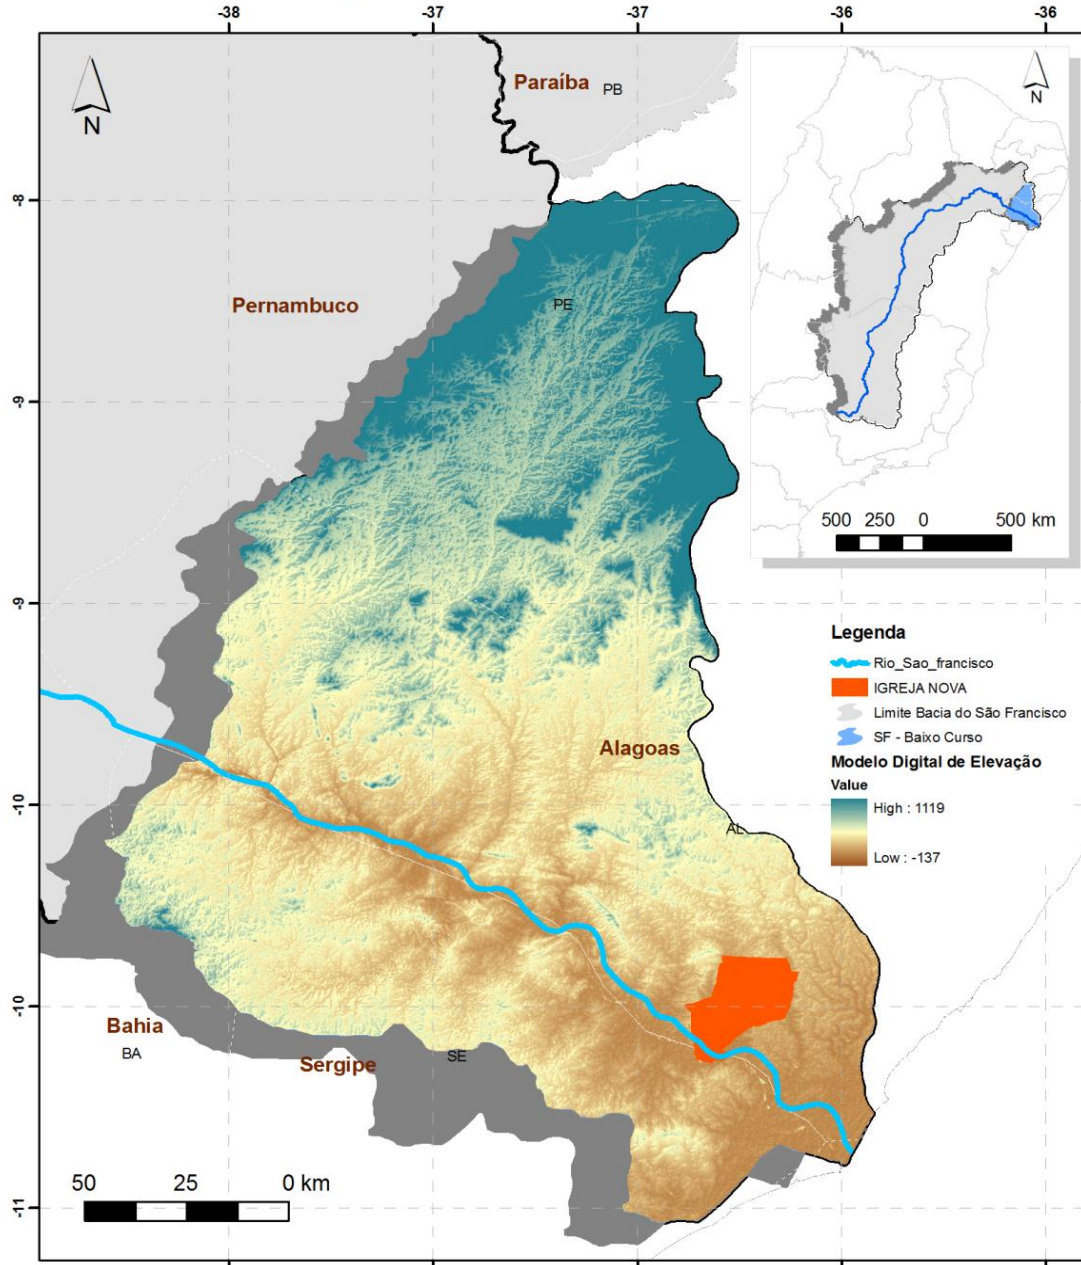 -38
-37
-37
-36
-36
Paraíba
PB
N
N
-8
Pernambuco
PE
-9
500 250 0 500 km
-9
Legenda
Rio_Sao_francisco
IGREJA NOVA
Limite Bacia do São Francisco
SF - Baixo Curso
Alagoas
Modelo Digital de Elevação
Value
High : 1119
Low : -137
-10
AL
-10
Bahia
BA
Sergipe
SE
50 25 0 km
-11